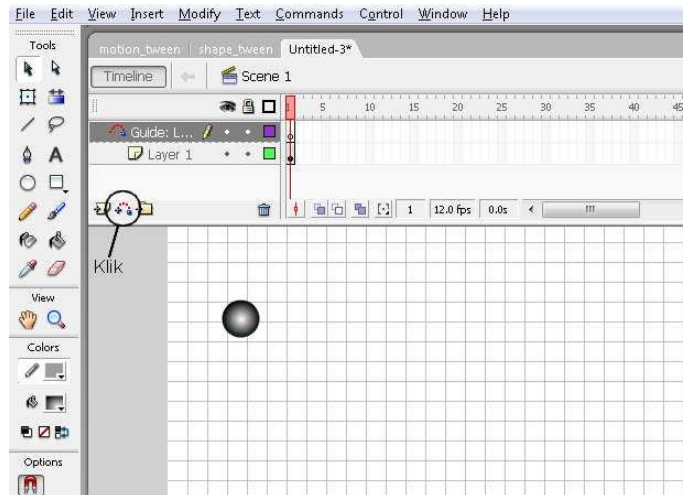 File Edit View Insert Modify Text Commands Control Window Help
Tools
motion_tween shape_tween Untitled-3*
Timeline Scene 1
1 5 10 15 20 25 30 35 40 45
Guide: L...
Layer 1
1 12.0 fps 0.0s
Klik
View
Colors
Options